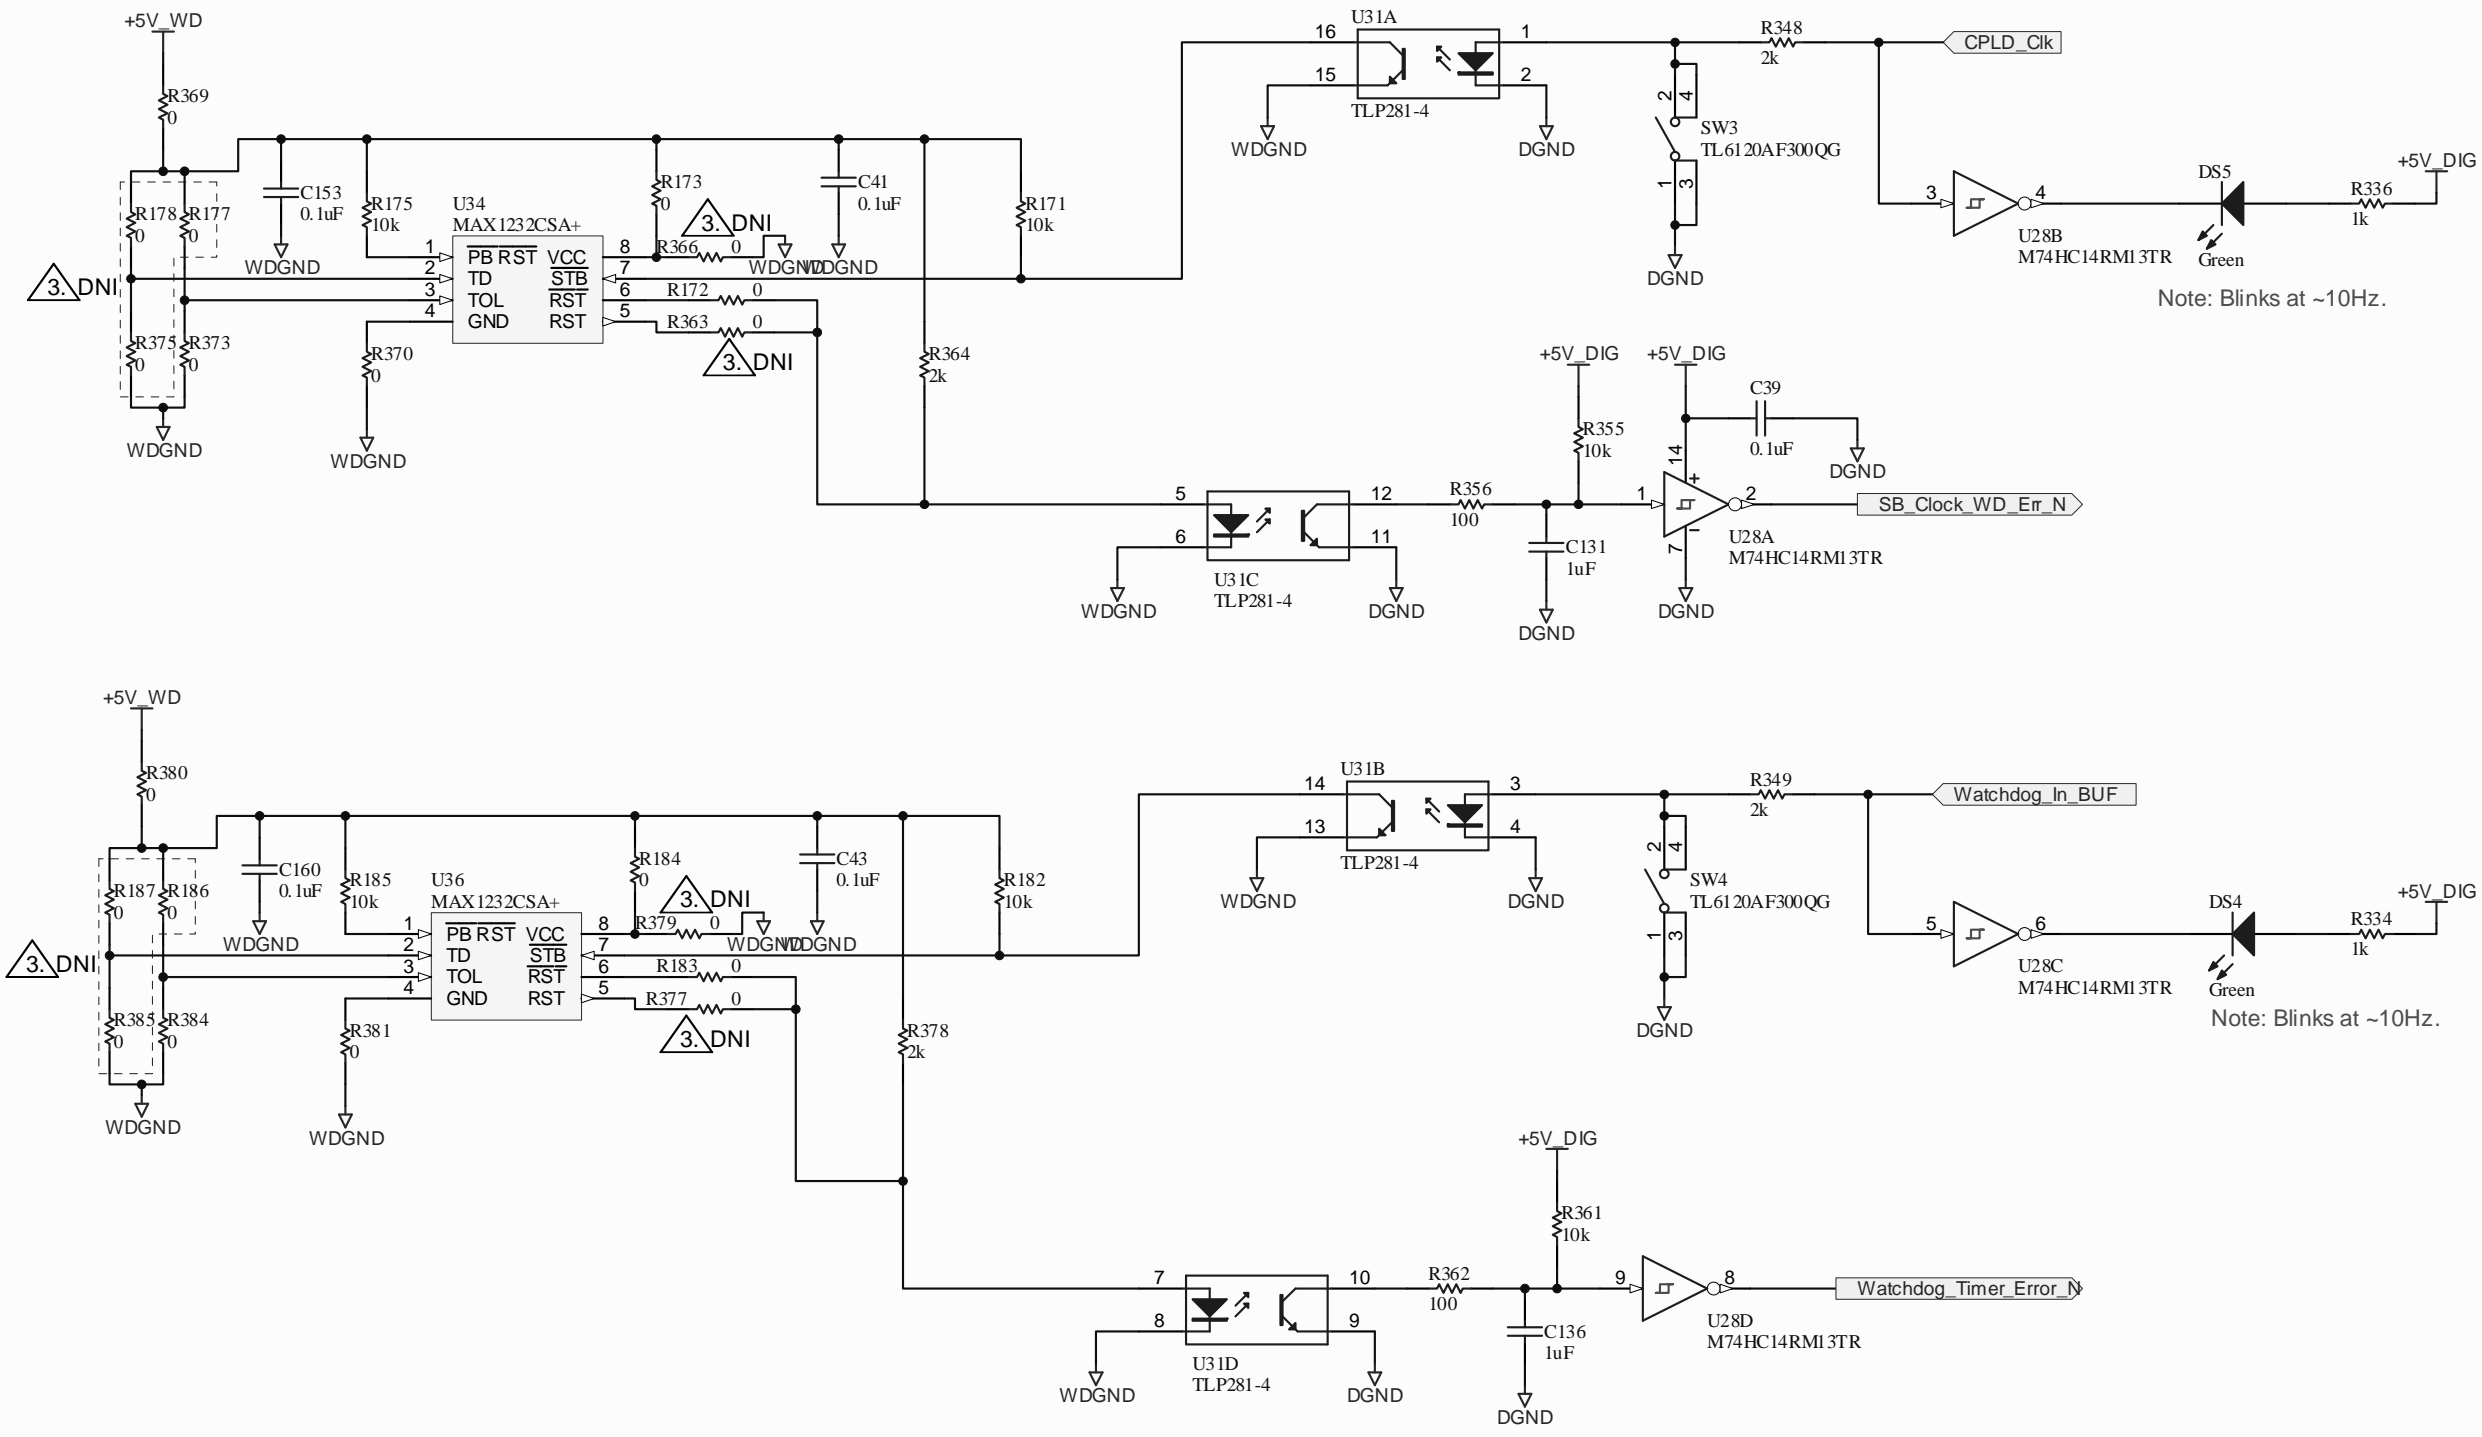 +5V_WD
R369
0
R178
0
R177
0
3. DNI
R375
0
R373
0
WDGND
C153
0.1uF
WDGND
R175
10k
U34
MAX1232CSA+
1 PB RST VCC 8
2 TD STB 7
3 TOL RST 6
4 GND RST 5
R370
0
WDGND
R173
0
3. DNI
R366 0
WDGND
R172 0
R363 0
3. DNI
C41
0.1uF
WDGND
R364
2k
R171
10k
U31A
16 1
15 2
TLP281-4
WDGND
DGND
R348
2k
CPLD_Clk
2 4
SW3
TL6120AF300QG
1 3
DGND
3 4
U28B
M74HC14RM13TR
DS5
Green
R336
1k
+5V_DIG
Note: Blinks at ~10Hz.
5 12
6 11
U31C
TLP281-4
WDGND
DGND
R356
100
+5V_DIG
R355
10k
C131
1uF
DGND
+5V_DIG
C39
0.1uF
DGND
14
+
1 2
-
7
U28A
M74HC14RM13TR
DGND
SB_Clock_WD_Err_N
+5V_WD
R380
0
R187
0
R186
0
3. DNI
R385
0
R384
0
WDGND
C160
0.1uF
WDGND
R185
10k
U36
MAX1232CSA+
1 PB RST VCC 8
2 TD STB 7
3 TOL RST 6
4 GND RST 5
R381
0
WDGND
R184
0
3. DNI
R379 0
WDGND
R183 0
R377 0
3. DNI
C43
0.1uF
WDGND
R378
2k
R182
10k
U31B
14 3
13 4
TLP281-4
WDGND
DGND
R349
2k
Watchdog_In_BUF
2 4
SW4
TL6120AF300QG
1 3
DGND
5 6
U28C
M74HC14RM13TR
DS4
Green
R334
1k
+5V_DIG
Note: Blinks at ~10Hz.
7 10
8 9
U31D
TLP281-4
WDGND
DGND
R362
100
+5V_DIG
R361
10k
C136
1uF
DGND
9 8
U28D
M74HC14RM13TR
Watchdog_Timer_Error_N